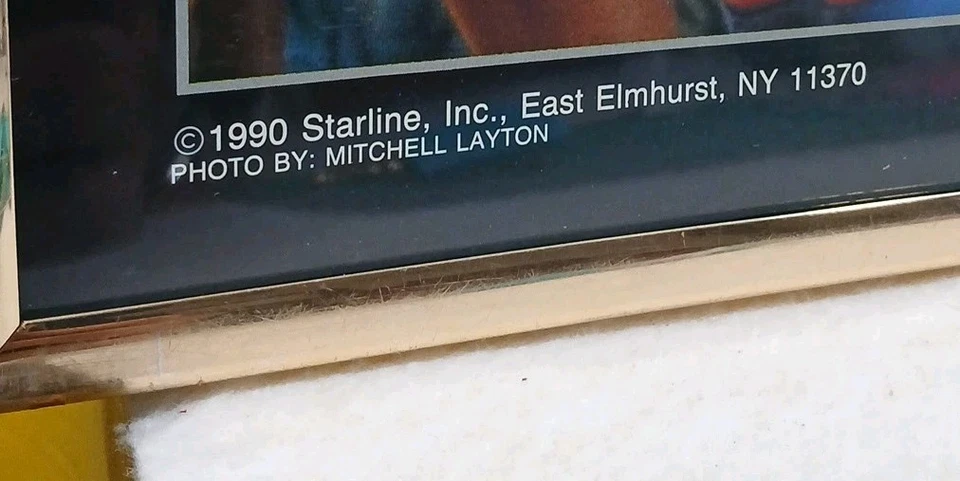 ©1990 Starline, Inc., East Elmhurst, NY 11370
PHOTO BY: MITCHELL LAYTON